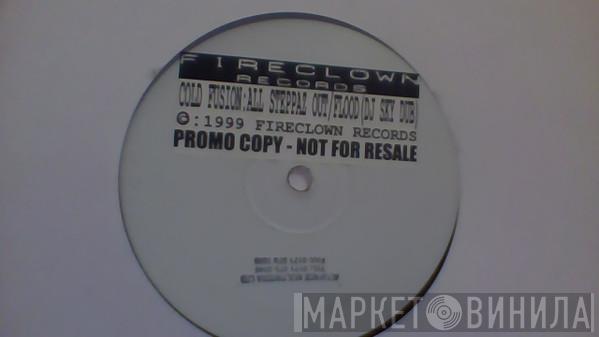 FIRECLOWN
RECORDS
COLD FUSION:ALL STEPPAZ OUT/FLOOD(DJ SKI DUB)
©:1999 FIRECLOWN RECORDS
PROMO COPY - NOT FOR RESALE
МАРКЕТ ВИНИЛА